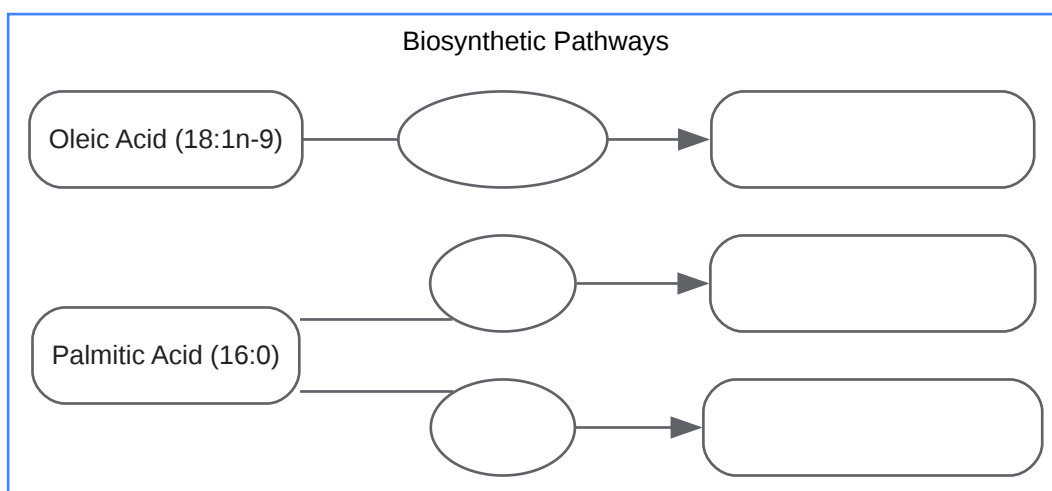 Biosynthetic Pathways
Oleic Acid (18:1n-9)
Palmitic Acid (16:0)